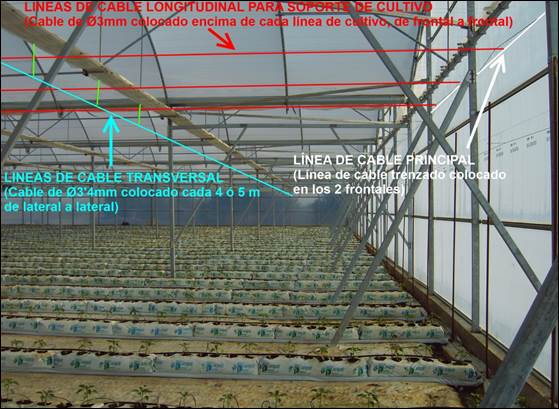 LINEAS DE CABLE LONGITUDINAL PARA SOPORTE DE CULTIVO
(Cable de Ø3mm colocado encima de cada línea de cultivo, de frontal a frontal)
LINEAS DE CABLE TRANSVERSAL
(Cable de Ø3'4mm colocado cada 4 ó 5 m
de lateral a lateral)
LÍNEA DE CABLE PRINCIPAL
(Línea de cable trenzado colocado
en los 2 frontales)